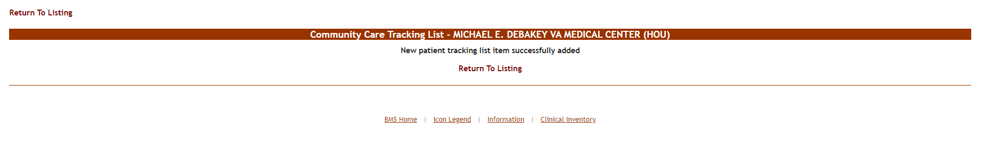 Return To Listing
Community Care Tracking List - MICHAEL E. DEBAKEY VA MEDICAL CENTER (HOU)
New patient tracking list item successfully added
Return To Listing
BMS Home | Icon Legend | Information | Clinical Inventory